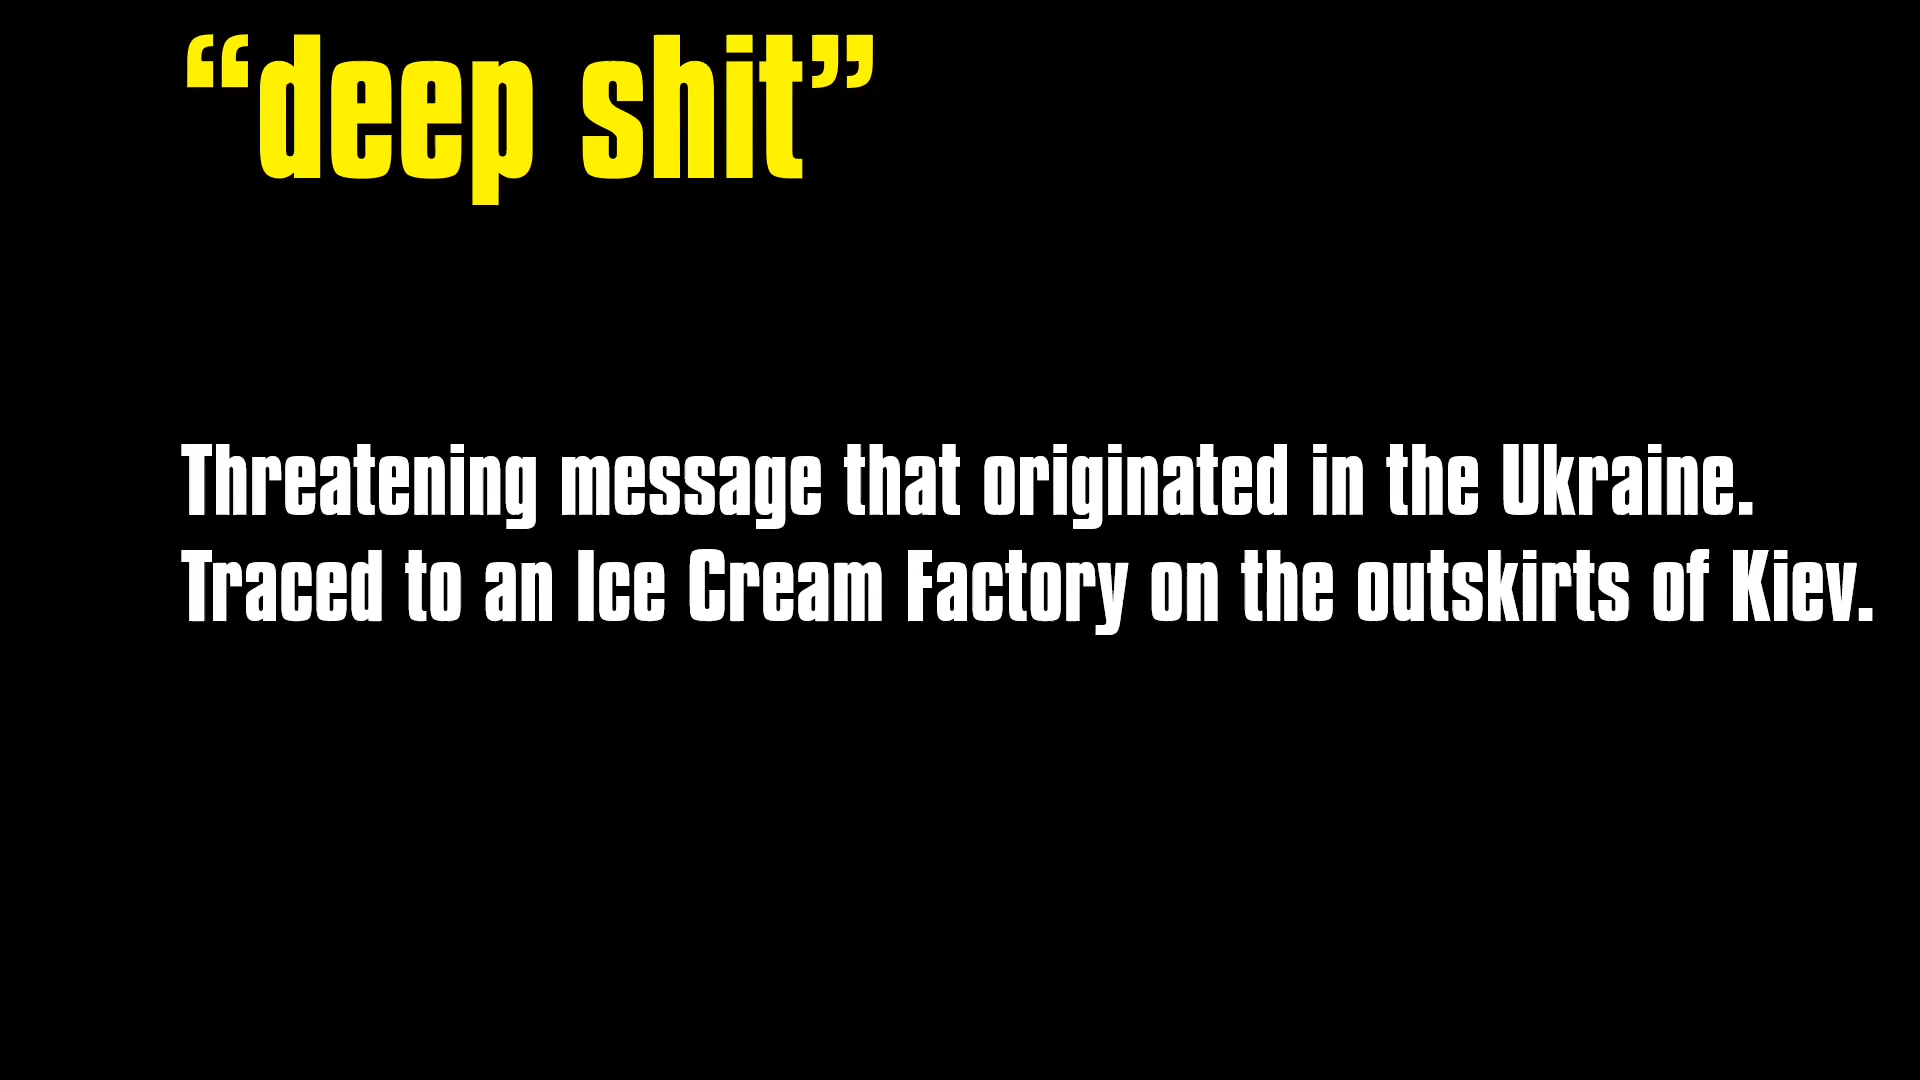 “deep shit”
Threatening message that originated in the Ukraine.
Traced to an Ice Cream Factory on the outskirts of Kiev.